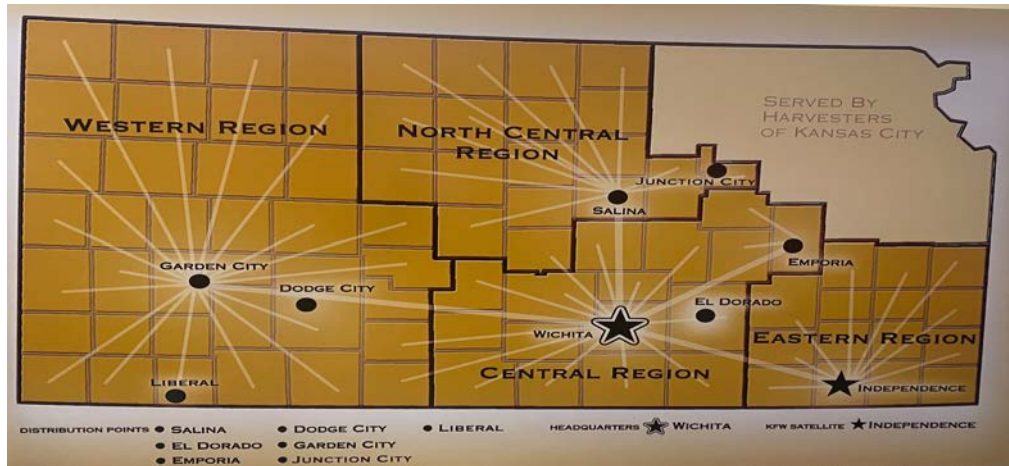 SERVED BY
HARVESTERS
OF KANSAS CITY
WESTERN REGION
NORTH CENTRAL
REGION
JUNCTION CITY
SALINA
EMPORIA
GARDEN CITY
DODGE CITY
EL DORADO
WICHITA
EASTERN REGION
CENTRAL REGION
LIBERAL
INDEPENDENCE
DISTRIBUTION POINTS SALINA DODGE CITY LIBERAL HEADQUARTERS WICHITA KFW SATELLITE INDEPENDENCE
EL DORADO GARDEN CITY
EMPORIA JUNCTION CITY